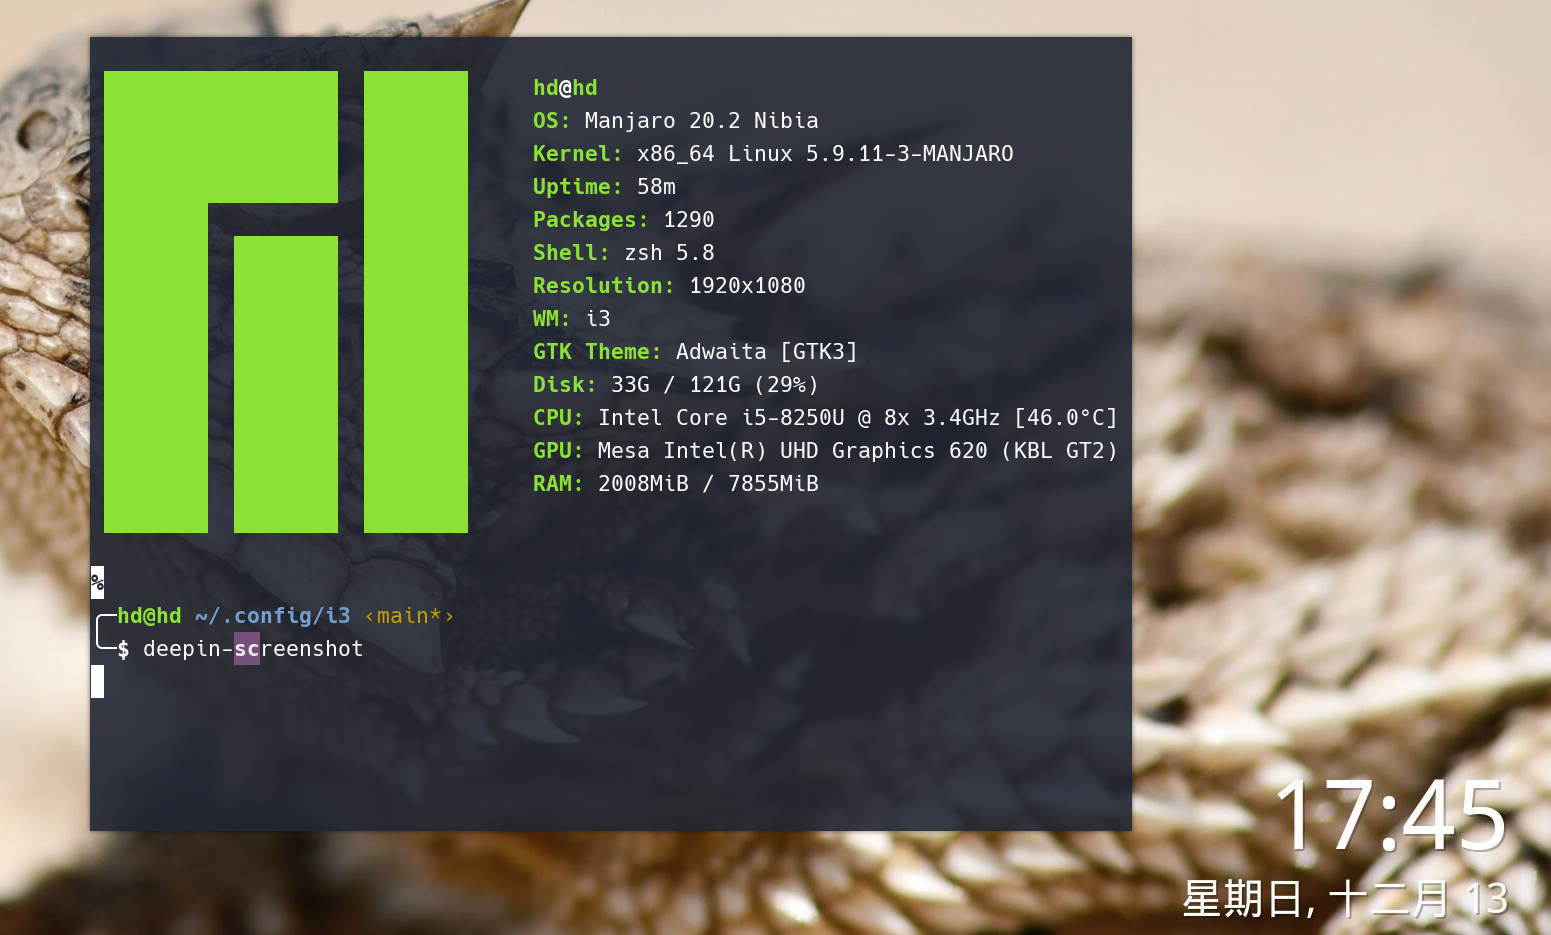 hd@hd
OS: Manjaro 20.2 Nibia
Kernel: x86_64 Linux 5.9.11-3-MANJARO
Uptime: 58m
Packages: 1290
Shell: zsh 5.8
Resolution: 1920x1080
WM: i3
GTK Theme: Adwaita [GTK3]
Disk: 33G / 121G (29%)
CPU: Intel Core i5-8250U @ 8x 3.4GHz [46.0°C]
GPU: Mesa Intel(R) UHD Graphics 620 (KBL GT2)
RAM: 2008MiB / 7855MiB
%
╭─hd@hd ~/.config/i3 ‹main*›
╰─$ deepin-screenshot
17:45
星期日, 十二月 13